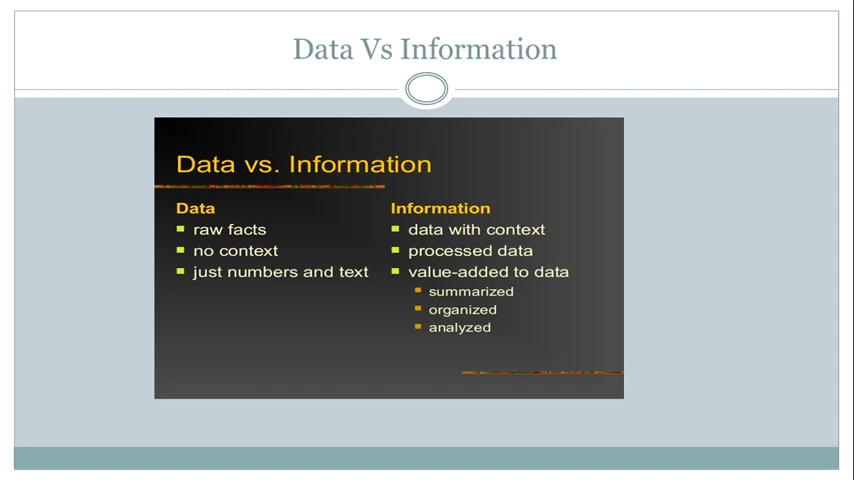 Data Vs Information
Data vs. Information
Data
raw facts
no context
just numbers and text
Information
data with context
processed data
value-added to data
summarized
organized
analyzed